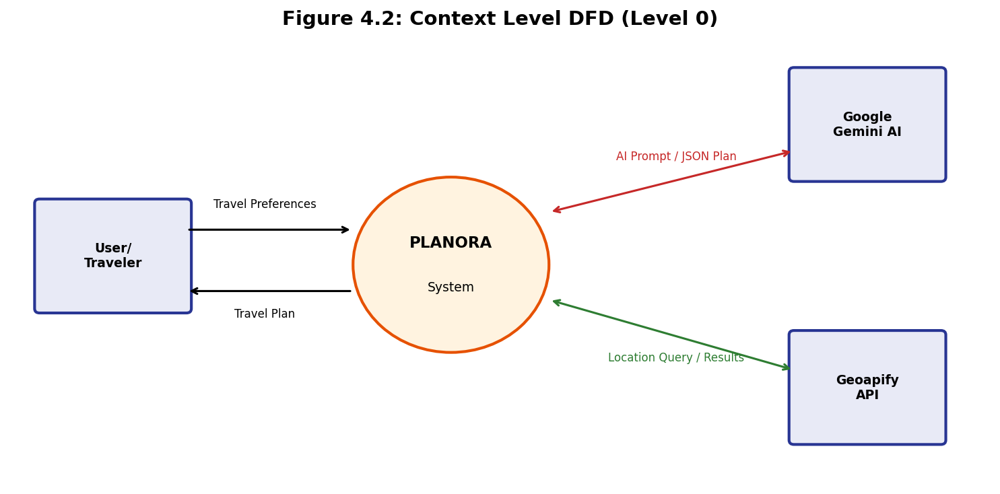 Figure 4.2: Context Level DFD (Level 0)
Google
Gemini AI
AI Prompt / JSON Plan
Travel Preferences
User/
Traveler
PLANORA
System
Travel Plan
Location Query / Results
Geoapify
API